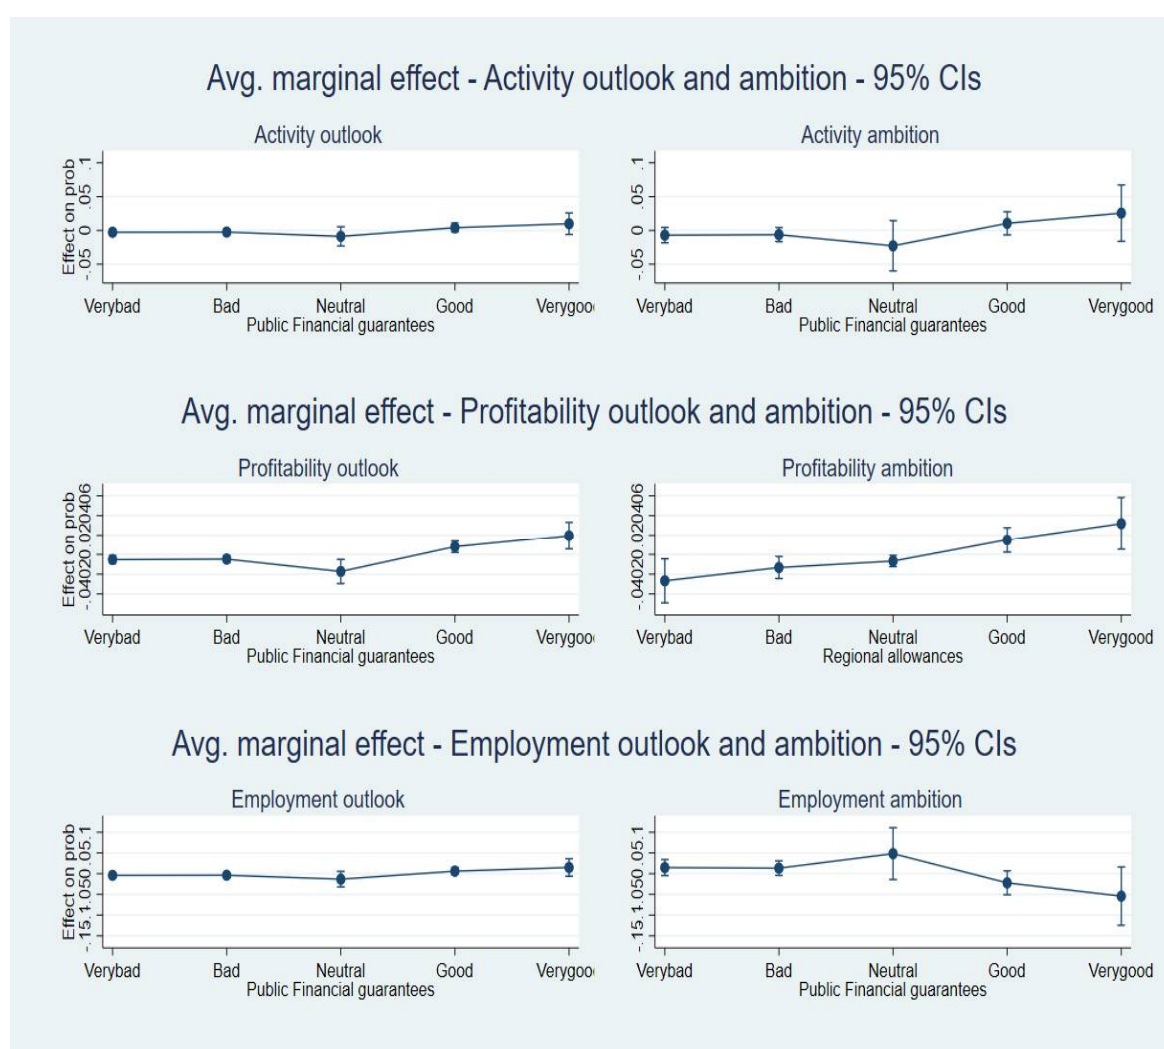 Avg. marginal effect - Activity outlook and ambition - 95% CIs
Activity outlook
Effect on prob
-.05 0 .05 .1
Verybad Bad Neutral Good Verygoo
Public Financial guarantees
Activity ambition
-.05 0 .05 .1
Verybad Bad Neutral Good Verygood
Public Financial guarantees
Avg. marginal effect - Profitability outlook and ambition - 95% CIs
Profitability outlook
Effect on prob
-.04020.020406
Verybad Bad Neutral Good Verygoo
Public Financial guarantees
Profitability ambition
-.04020.020406
Verybad Bad Neutral Good Verygood
Regional allowances
Avg. marginal effect - Employment outlook and ambition - 95% CIs
Employment outlook
Effect on prob
-.15.1.050.05.1
Verybad Bad Neutral Good Verygoo
Public Financial guarantees
Employment ambition
-.15.1.050.05.1
Verybad Bad Neutral Good Verygood
Public Financial guarantees